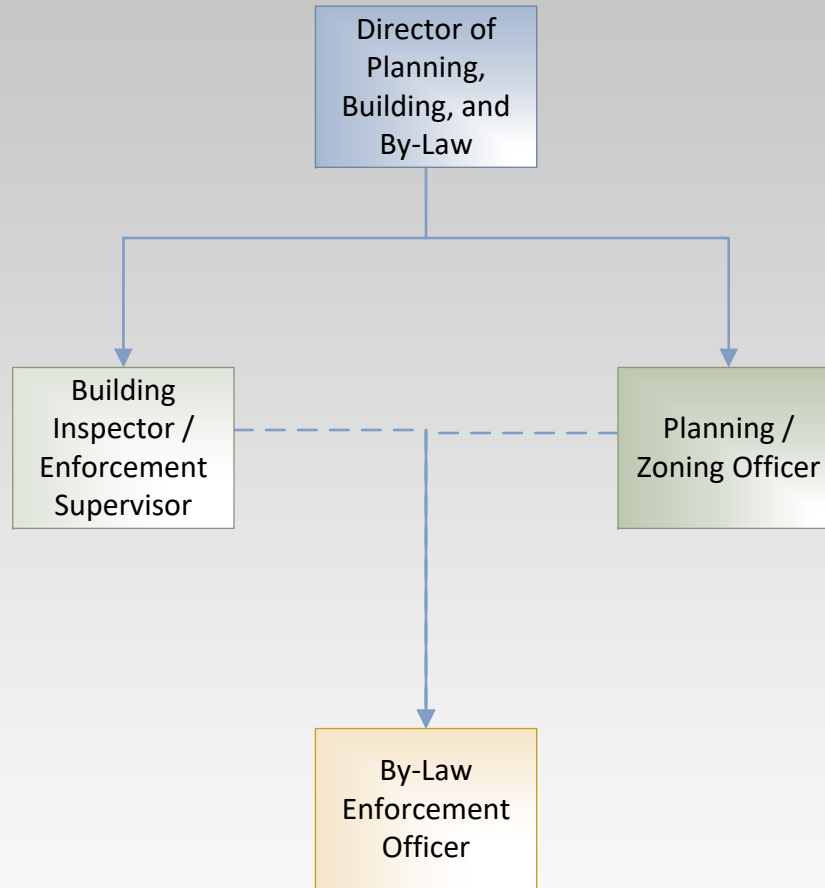 Director of
Planning,
Building, and
By-Law
Building
Inspector /
Enforcement
Supervisor
Planning /
Zoning Officer
By-Law
Enforcement
Officer